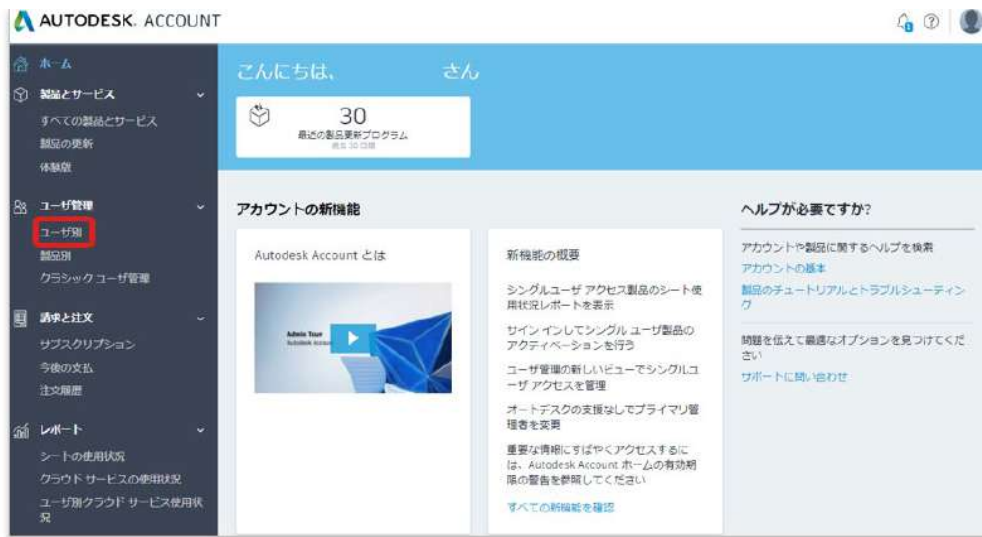 AUTODESK. ACCOUNT
ホーム
製品とサービス
すべての製品とサービス
製品の更新
体験版
ユーザ管理
ユーザ別
製品別
クラシック ユーザ管理
請求と注文
サブスクリプション
今後の支払
注文履歴
レポート
シートの使用状況
クラウド サービスの使用状況
ユーザ別クラウド サービス使用状
況
こんにちは、 さん
30
最近の製品更新プログラム
過去 30 日間
アカウントの新機能
Autodesk Account とは
Admin Tour
Autodesk Account
新機能の概要
シングルユーザ アクセス製品のシート使
用状況レポートを表示
サイン インしてシングル ユーザ製品の
アクティベーションを行う
ユーザ管理の新しいビューでシングルユ
ーザ アクセスを管理
オートデスクの支援なしでプライマリ管
理者を変更
重要な情報にすばやくアクセスするに
は、Autodesk Account ホームの有効期
限の警告を参照してください
すべての新機能を確認
ヘルプが必要ですか?
アカウントや製品に関するヘルプを検索
アカウントの基本
製品のチュートリアルとトラブルシューティン
グ
問題を伝えて最適なオプションを見つけてくだ
さい
サポートに問い合わせ